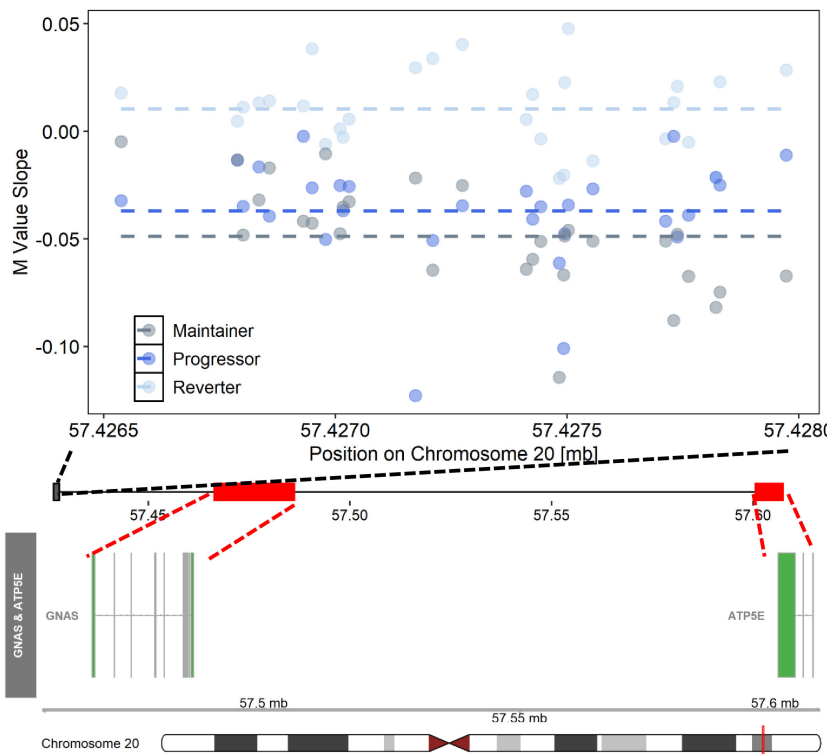 0.05
0.00
-0.05
-0.10
M Value Slope
Maintainer
Progressor
Reverter
57.4265 57.4270 57.4275 57.4280
Position on Chromosome 20 [mb]
57.45 57.50 57.55 57.60
GNAS & ATP5E
GNAS
ATP5E
57.5 mb 57.6 mb
57.55 mb
Chromosome 20